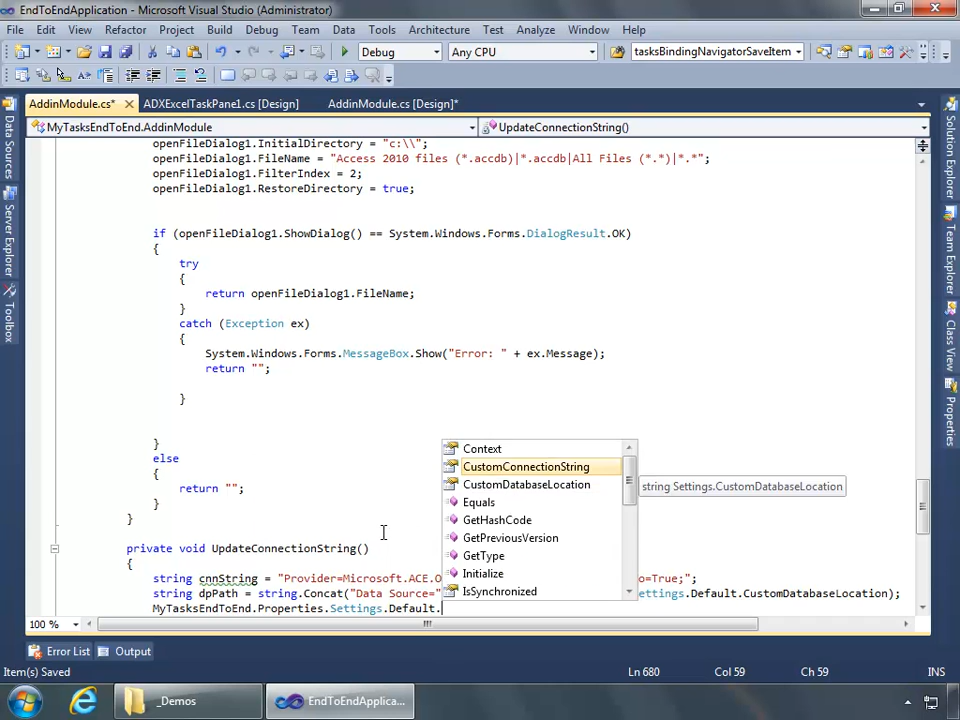 EndToEndApplication - Microsoft Visual Studio (Administrator)
File Edit View Refactor Project Build Debug Team Data Tools Architecture Test Analyze Window Help
Debug Any CPU tasksBindingNavigatorSaveItem
AddinModule.cs* ADXExcelTaskPane1.cs [Design] AddinModule.cs [Design]*
MyTasksEndToEnd.AddinModule UpdateConnectionString()
openFileDialog1.InitialDirectory = "c:\\";
openFileDialog1.FileName = "Access 2010 files (*.accdb)|*.accdb|All Files (*.*)|*.*";
openFileDialog1.FilterIndex = 2;
openFileDialog1.RestoreDirectory = true;
if (openFileDialog1.ShowDialog() == System.Windows.Forms.DialogResult.OK)
{
try
{
return openFileDialog1.FileName;
}
catch (Exception ex)
{
System.Windows.Forms.MessageBox.Show("Error: " + ex.Message);
return "";
}
}
else
{
return "";
}
}
private void UpdateConnectionString()
{
string cnnString = "Provider=Microsoft.ACE.O o=True;";
string dpPath = string.Concat("Data Source=" ettings.Default.CustomDatabaseLocation);
MyTasksEndToEnd.Properties.Settings.Default.
Context
CustomConnectionString
CustomDatabaseLocation
Equals
GetHashCode
GetPreviousVersion
GetType
Initialize
IsSynchronized
string Settings.CustomDatabaseLocation
Data Sources
Server Explorer
Toolbox
Solution Explorer
Team Explorer
Class View
Properties
100 %
Error List Output
Item(s) Saved Ln 680 Col 59 Ch 59 INS
_Demos EndToEndApplica...